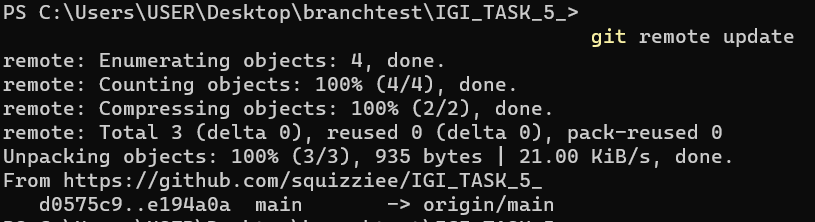 PS C:\Users\USER\Desktop\branchtest\IGI_TASK_5_>
git remote update
remote: Enumerating objects: 4, done.
remote: Counting objects: 100% (4/4), done.
remote: Compressing objects: 100% (2/2), done.
remote: Total 3 (delta 0), reused 0 (delta 0), pack-reused 0
Unpacking objects: 100% (3/3), 935 bytes | 21.00 KiB/s, done.
From https://github.com/squizziee/IGI_TASK_5_
d0575c9..e194a0a  main       -> origin/main